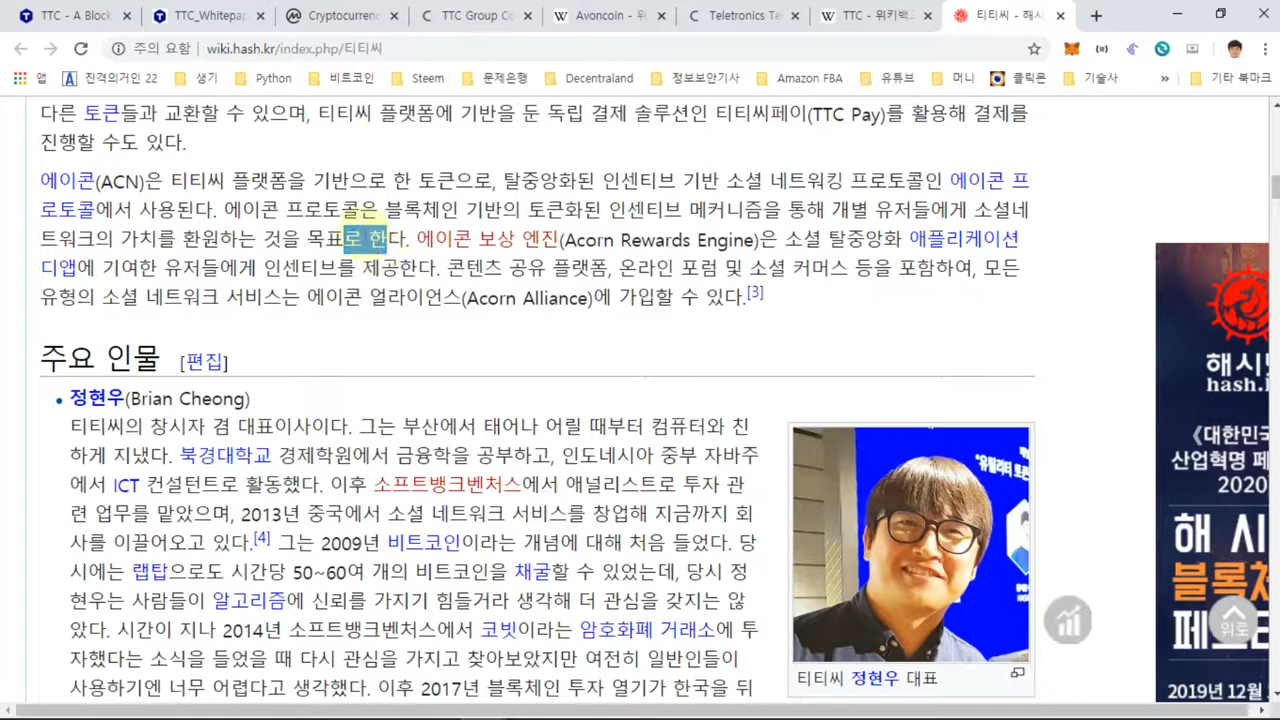 TTC - A Block
TTC_Whitepap
Cryptocurrenc
TTC Group Co
Avoncoin - 위
Teletronics Te
TTC - 위키백
티티씨 - 해시
주의 요함
wiki.hash.kr/index.php/티티씨
앱
진격의거인 22
생기
Python
비트코인
Steem
문제은행
Decentraland
정보보안기사
Amazon FBA
유튜브
머니
클릭몬
기술사
»
기타 북마크
다른 토큰들과 교환할 수 있으며, 티티씨 플랫폼에 기반을 둔 독립 결제 솔루션인 티티씨페이(TTC Pay)를 활용해 결제를
진행할 수도 있다.
에이콘(ACN)은 티티씨 플랫폼을 기반으로 한 토큰으로, 탈중앙화된 인센티브 기반 소셜 네트워킹 프로토콜인 에이콘 프
로토콜에서 사용된다. 에이콘 프로토콜은 블록체인 기반의 토큰화된 인센티브 메커니즘을 통해 개별 유저들에게 소셜네
트워크의 가치를 환원하는 것을 목표로 한다. 에이콘 보상 엔진(Acorn Rewards Engine)은 소셜 탈중앙화 애플리케이션
디앱에 기여한 유저들에게 인센티브를 제공한다. 콘텐츠 공유 플랫폼, 온라인 포럼 및 소셜 커머스 등을 포함하여, 모든
유형의 소셜 네트워크 서비스는 에이콘 얼라이언스(Acorn Alliance)에 가입할 수 있다.[3]
주요 인물 [편집]
• 정현우(Brian Cheong)
티티씨의 창시자 겸 대표이사이다. 그는 부산에서 태어나 어릴 때부터 컴퓨터와 친
하게 지냈다. 북경대학교 경제학원에서 금융학을 공부하고, 인도네시아 중부 자바주
에서 ICT 컨설턴트로 활동했다. 이후 소프트뱅크벤처스에서 애널리스트로 투자 관
련 업무를 맡았으며, 2013년 중국에서 소셜 네트워크 서비스를 창업해 지금까지 회
사를 이끌어오고 있다.[4] 그는 2009년 비트코인이라는 개념에 대해 처음 들었다. 당
시에는 랩탑으로도 시간당 50~60여 개의 비트코인을 채굴할 수 있었는데, 당시 정
현우는 사람들이 알고리즘에 신뢰를 가지기 힘들거라 생각해 더 관심을 갖지는 않
았다. 시간이 지나 2014년 소프트뱅크벤처스에서 코빗이라는 암호화폐 거래소에 투
자했다는 소식을 들었을 때 다시 관심을 가지고 찾아보았지만 여전히 일반인들이
사용하기엔 너무 어렵다고 생각했다. 이후 2017년 블록체인 투자 열기가 한국을 뒤
티티씨 정현우 대표
해시넷
hash.
《대한민국
산업혁명 페
2020
해 시
블록체
페스
2019년 12월
위로